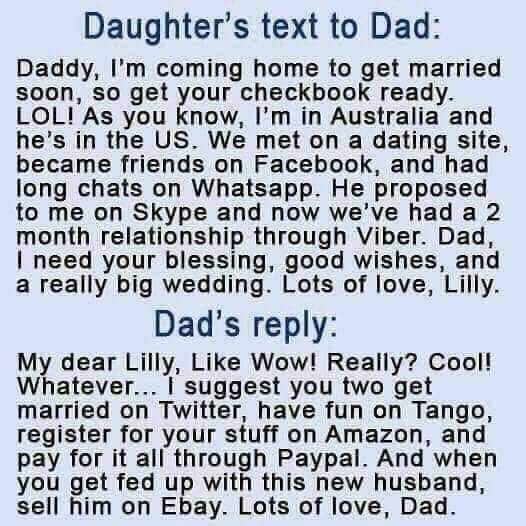 Daughter's text to Dad:
Daddy, I'm coming home to get married
soon, so get your checkbook ready.
LOL! As you know, I'm in Australia and
he's in the US. We met on a dating site,
became friends on Facebook, and had
long chats on Whatsapp. He proposed
to me on Skype and now we've had a 2
month relationship through Viber. Dad,
I need your blessing, good wishes, and
a really big wedding. Lots of love, Lilly.
Dad's reply:
My dear Lilly, Like Wow! Really? Cool!
Whatever... I suggest you two get
married on Twitter, have fun on Tango,
register for your stuff on Amazon, and
pay for it all through Paypal. And when
you get fed up with this new husband,
sell him on Ebay. Lots of love, Dad.